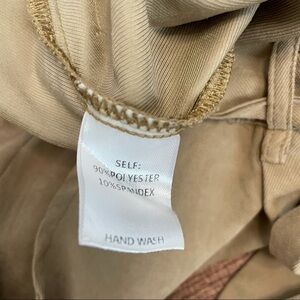 SELF:
90%POLYESTER
10%SPANDEX
HAND WASH